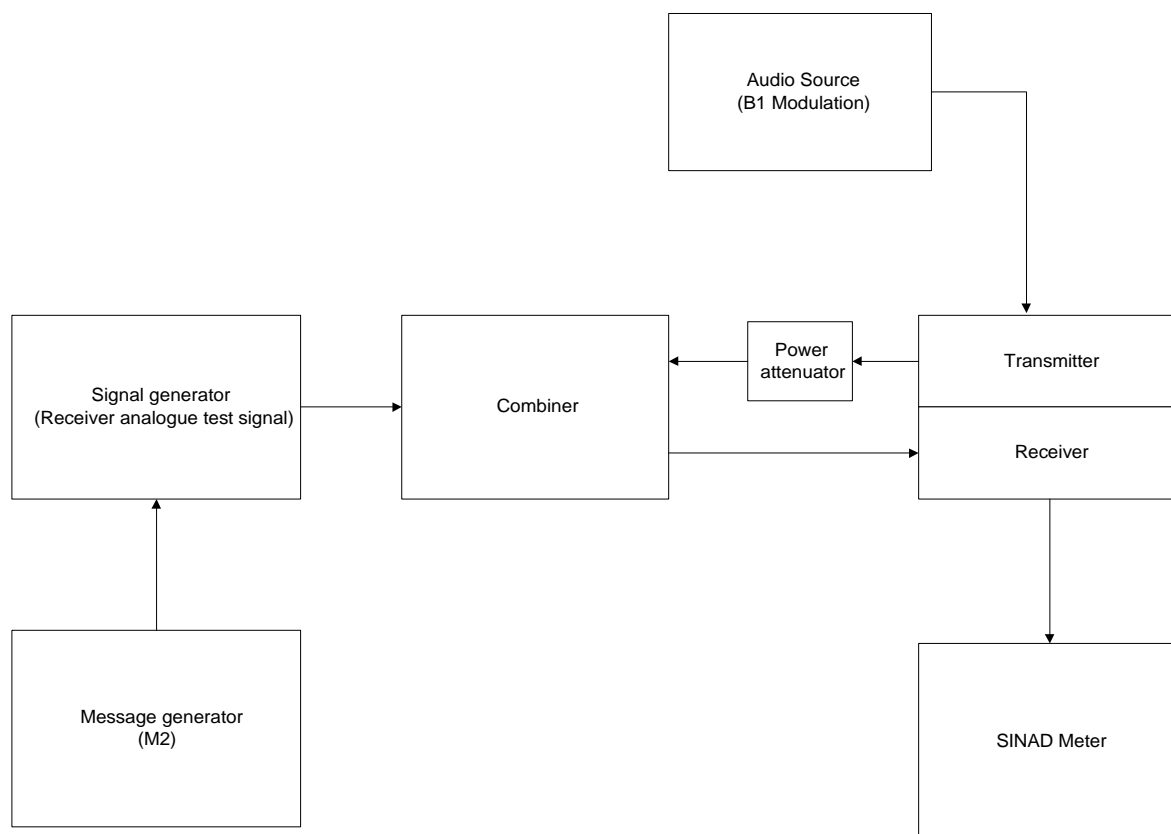 Audio Source
(B1 Modulation)
Power
attenuator
Transmitter
Signal generator
(Receiver analogue test signal)
Combiner
Receiver
Message generator
(M2)
SINAD Meter